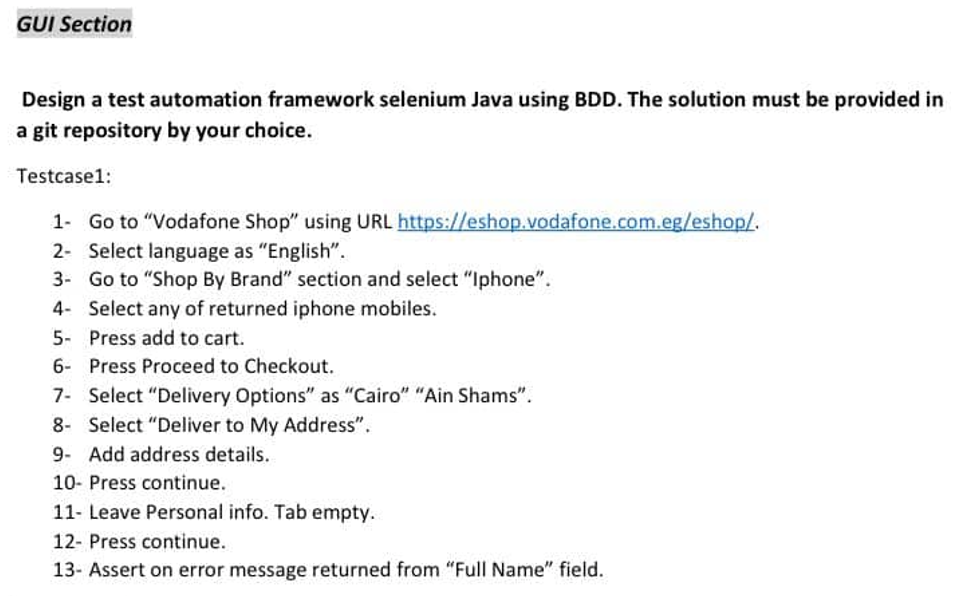 GUI Section
Design a test automation framework selenium Java using BDD. The solution must be provided in
a git repository by your choice.
Testcase1:
1- Go to “Vodafone Shop” using URL https://eshop.vodafone.com.eg/eshop/.
2- Select language as “English”.
3- Go to “Shop By Brand” section and select “Iphone”.
4- Select any of returned iphone mobiles.
5- Press add to cart.
6- Press Proceed to Checkout.
7- Select “Delivery Options” as “Cairo” “Ain Shams”.
8- Select “Deliver to My Address”.
9- Add address details.
10- Press continue.
11- Leave Personal info. Tab empty.
12- Press continue.
13- Assert on error message returned from “Full Name” field.